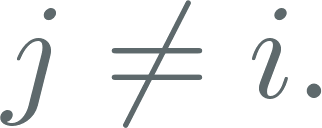 j ≠ i.